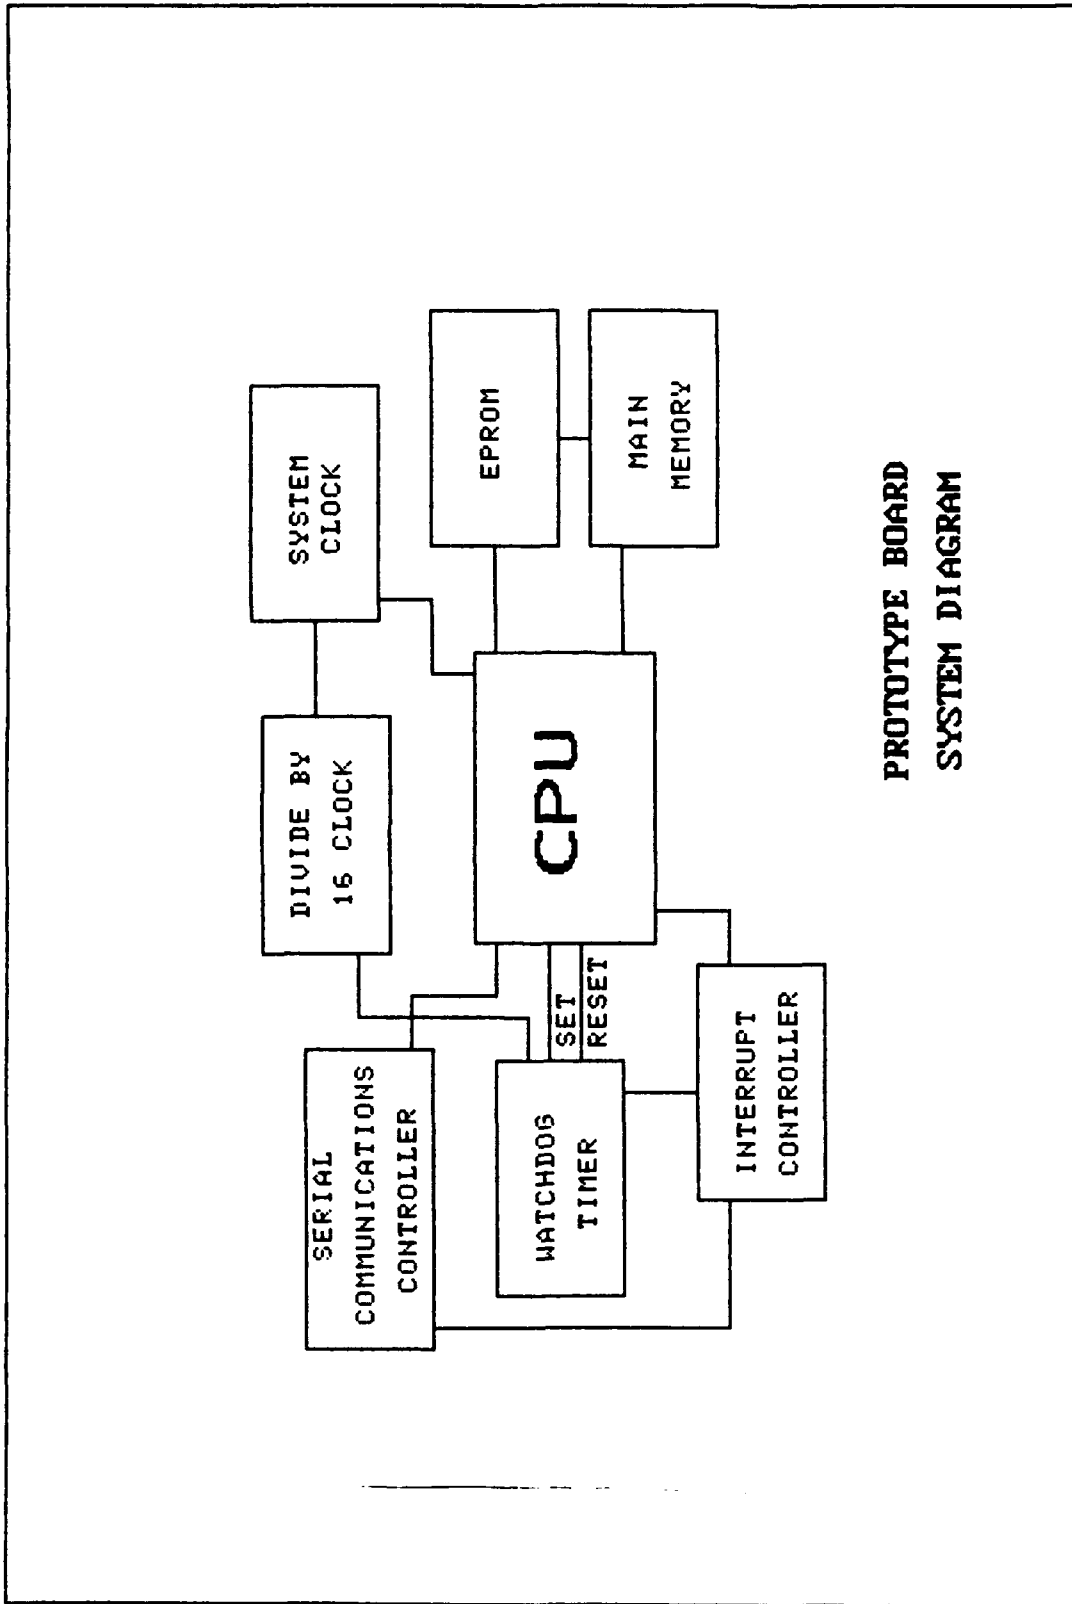 SERIAL
COMMUNICATIONS
CONTROLLER
DIVIDE BY
16 CLOCK
SYSTEM
CLOCK
WATCHDOG
TIMER
SET
RESET
CPU
EPROM
MAIN
MEMORY
INTERRUPT
CONTROLLER
PROTOTYPE BOARD
SYSTEM DIAGRAM